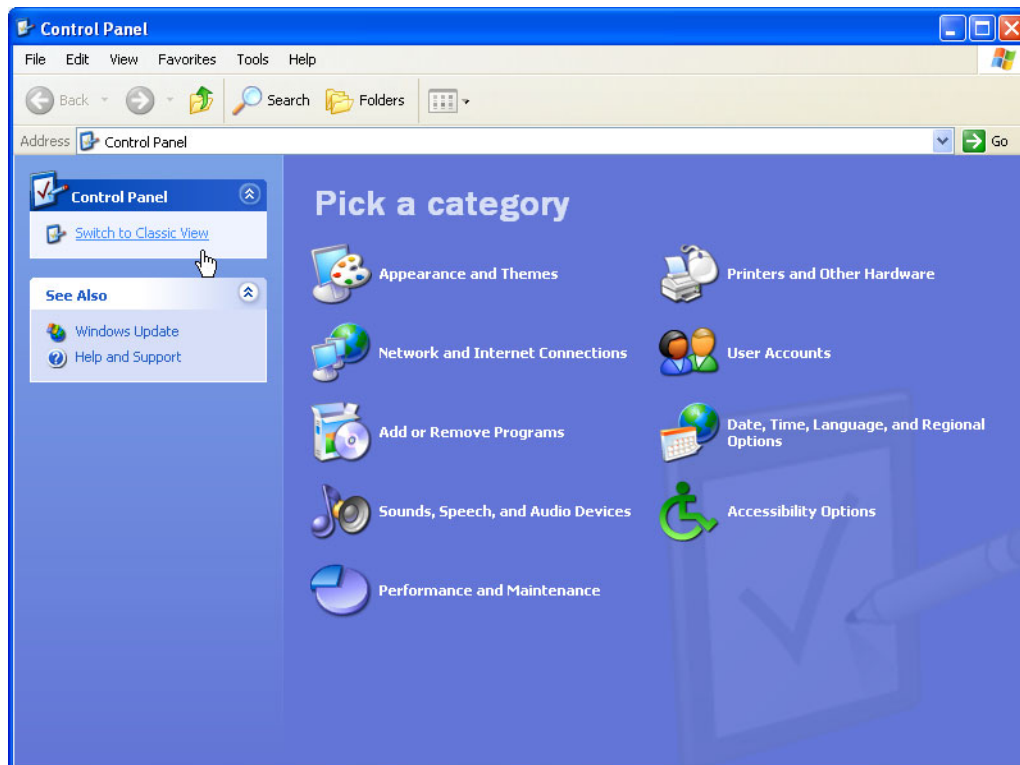 Control Panel
File Edit View Favorites Tools Help
Back Search Folders
Address Control Panel Go
Control Panel
Switch to Classic View
See Also
Windows Update
Help and Support
Pick a category
Appearance and Themes
Printers and Other Hardware
Network and Internet Connections
User Accounts
Add or Remove Programs
Date, Time, Language, and Regional
Options
Sounds, Speech, and Audio Devices
Accessibility Options
Performance and Maintenance